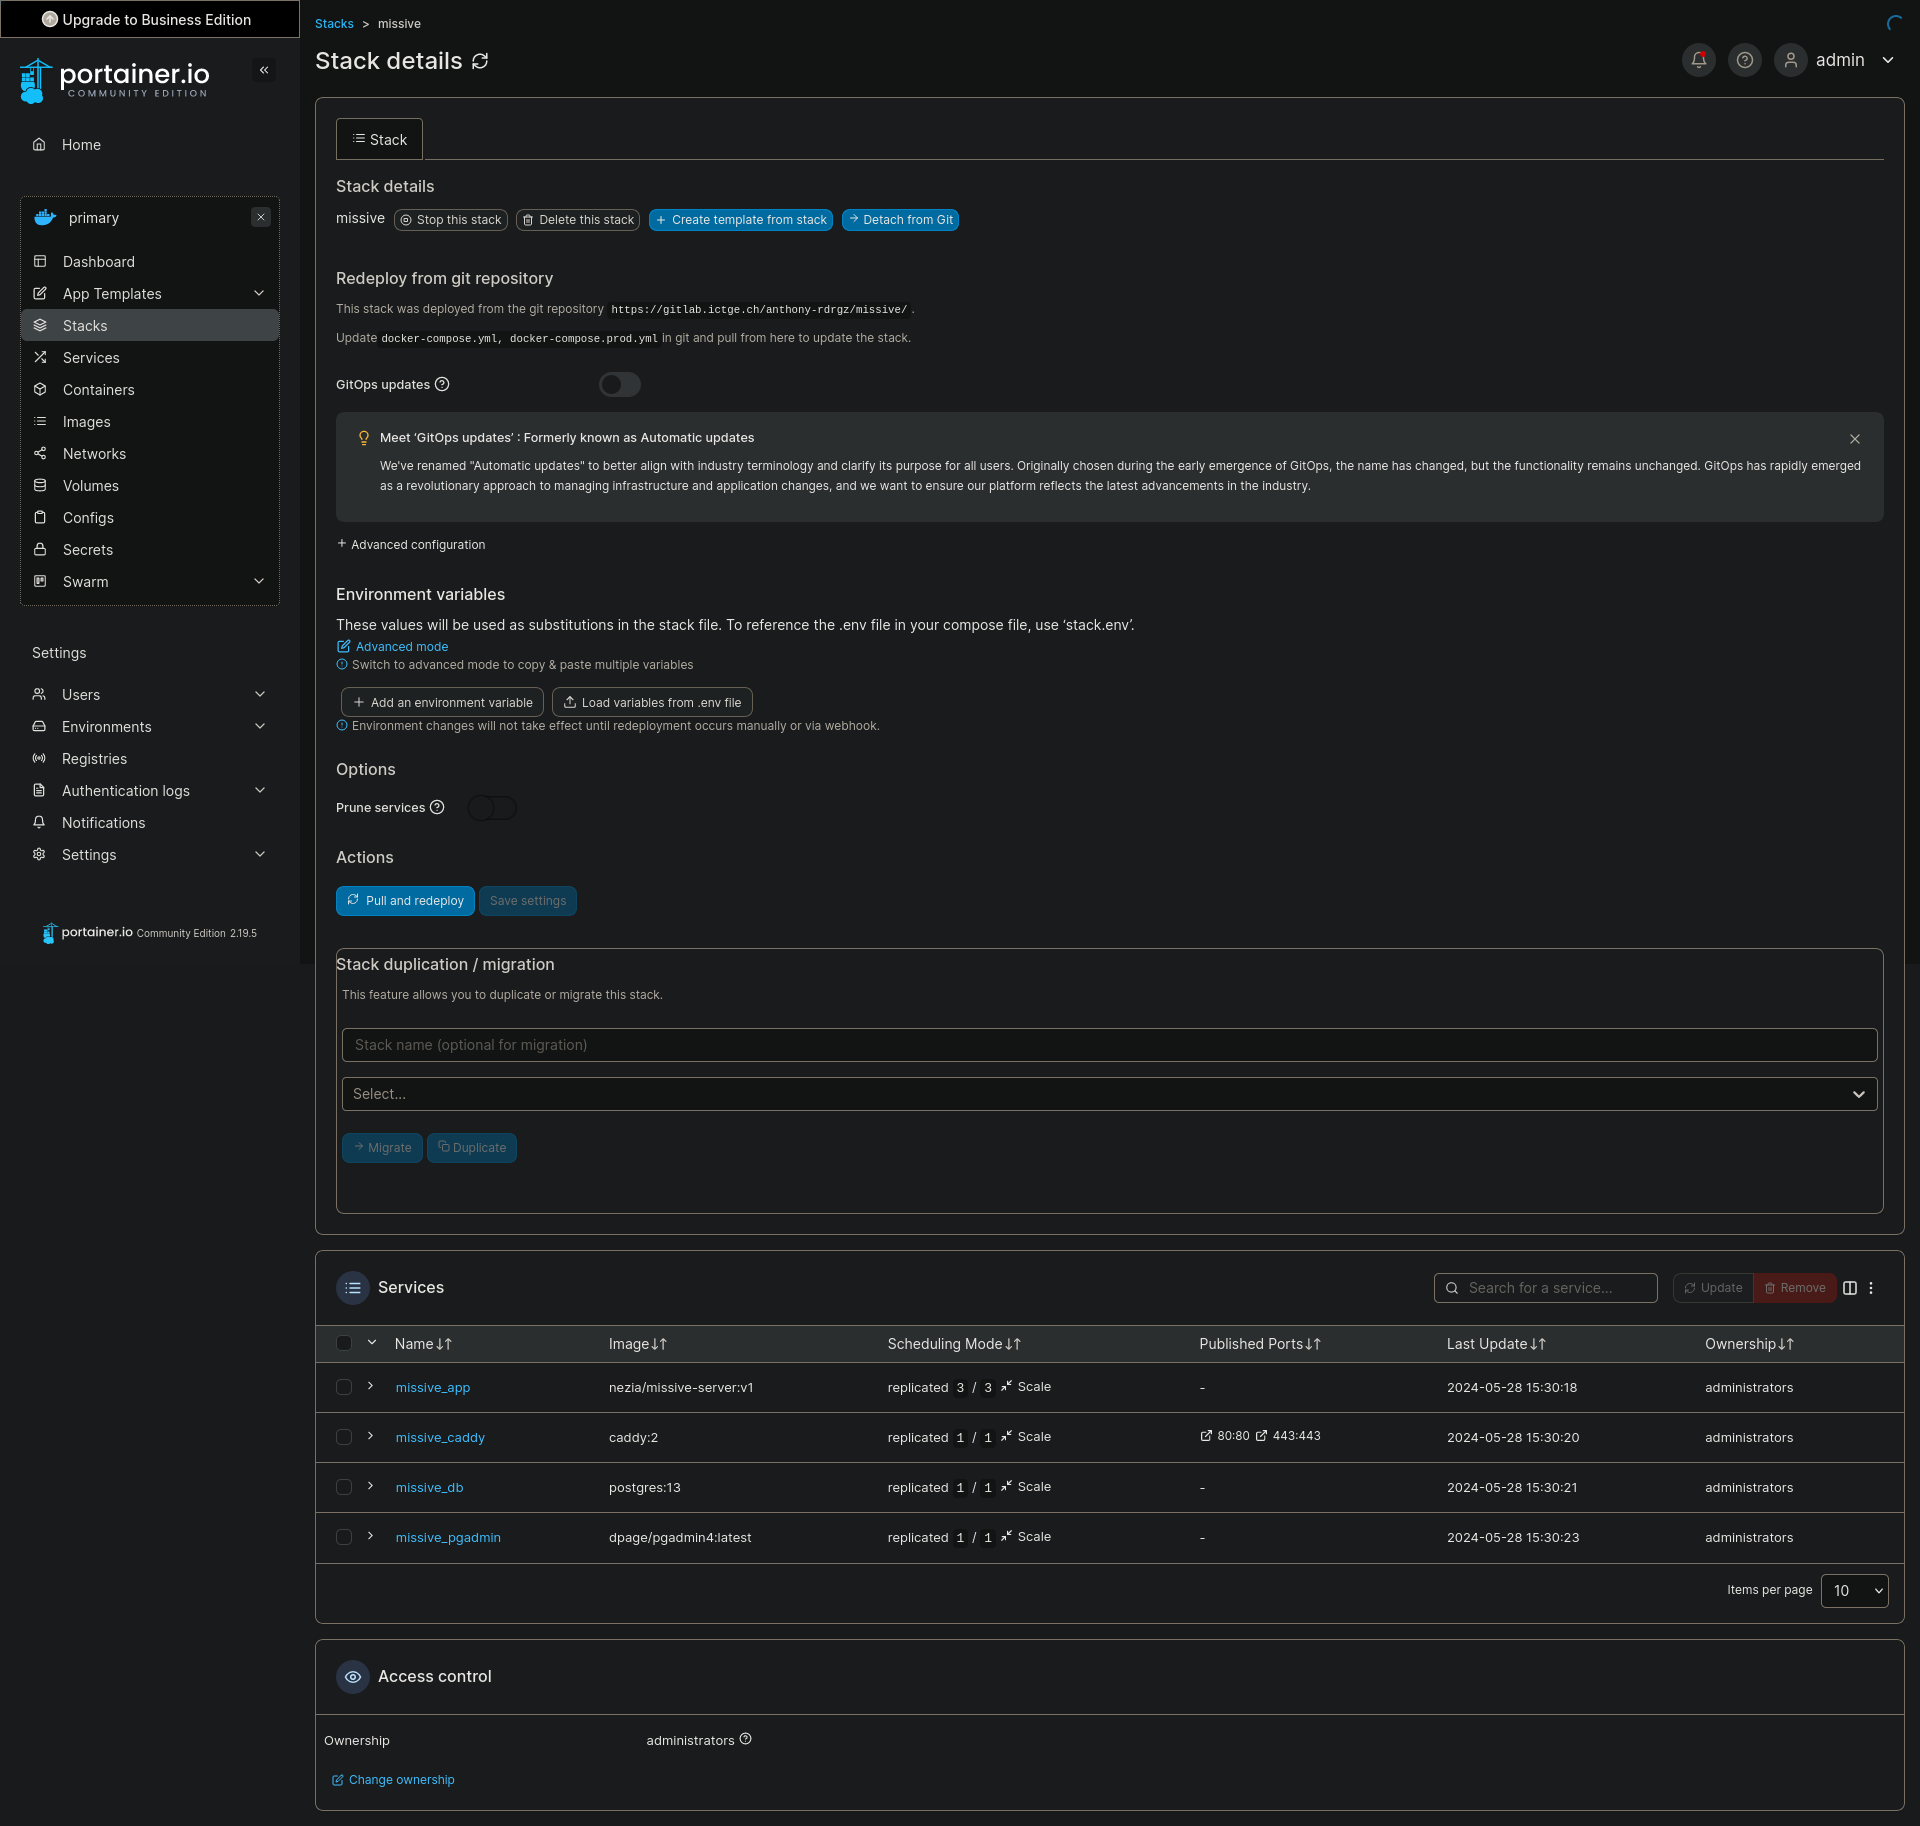 Upgrade to Business Edition
portainer.io
COMMUNITY EDITION
Home
primary
Dashboard
App Templates
Stacks
Services
Containers
Images
Networks
Volumes
Configs
Secrets
Swarm
Settings
Users
Environments
Registries
Authentication logs
Notifications
Settings
portainer.io Community Edition 2.19.5
Stacks > missive
Stack details
admin
Stack
Stack details
missive Stop this stack Delete this stack Create template from stack Detach from Git
Redeploy from git repository
This stack was deployed from the git repository https://gitlab.ictge.ch/anthony-rdrgz/missive/ .
Update docker-compose.yml, docker-compose.prod.yml in git and pull from here to update the stack.
GitOps updates
Meet ‘GitOps updates’ : Formerly known as Automatic updates
We've renamed "Automatic updates" to better align with industry terminology and clarify its purpose for all users. Originally chosen during the early emergence of GitOps, the name has changed, but the functionality remains unchanged. GitOps has rapidly emerged
as a revolutionary approach to managing infrastructure and application changes, and we want to ensure our platform reflects the latest advancements in the industry.
+ Advanced configuration
Environment variables
These values will be used as substitutions in the stack file. To reference the .env file in your compose file, use ‘stack.env’.
Advanced mode
Switch to advanced mode to copy & paste multiple variables
+ Add an environment variable Load variables from .env file
Environment changes will not take effect until redeployment occurs manually or via webhook.
Options
Prune services
Actions
Pull and redeploy Save settings
Stack duplication / migration
This feature allows you to duplicate or migrate this stack.
Stack name (optional for migration)
Select...
Migrate Duplicate
Services Search for a service... Update Remove
Name Image Scheduling Mode Published Ports Last Update Ownership
missive_app nezia/missive-server:v1 replicated 3 / 3 Scale - 2024-05-28 15:30:18 administrators
missive_caddy caddy:2 replicated 1 / 1 Scale 80:80 443:443 2024-05-28 15:30:20 administrators
missive_db postgres:13 replicated 1 / 1 Scale - 2024-05-28 15:30:21 administrators
missive_pgadmin dpage/pgadmin4:latest replicated 1 / 1 Scale - 2024-05-28 15:30:23 administrators
Items per page 10
Access control
Ownership administrators
Change ownership